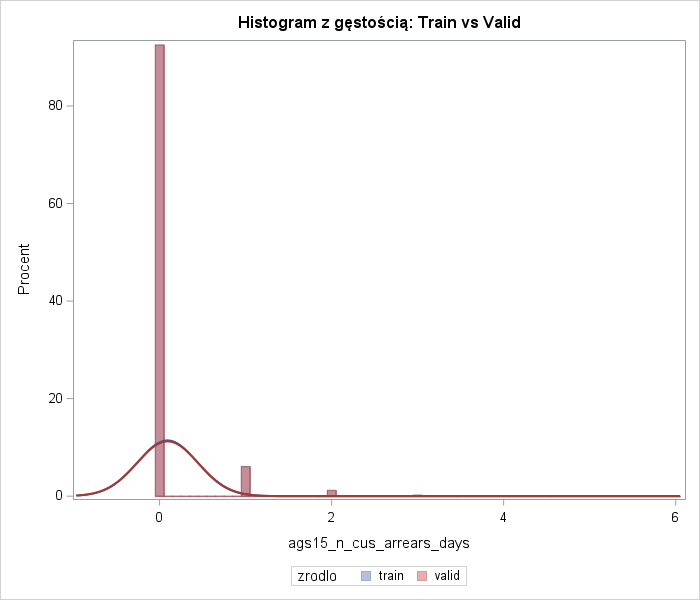 Histogram z gęstością: Train vs Valid
80
60
40
20
0
Procent
0 2 4 6
ags15_n_cus_arrears_days
zrodlo train valid